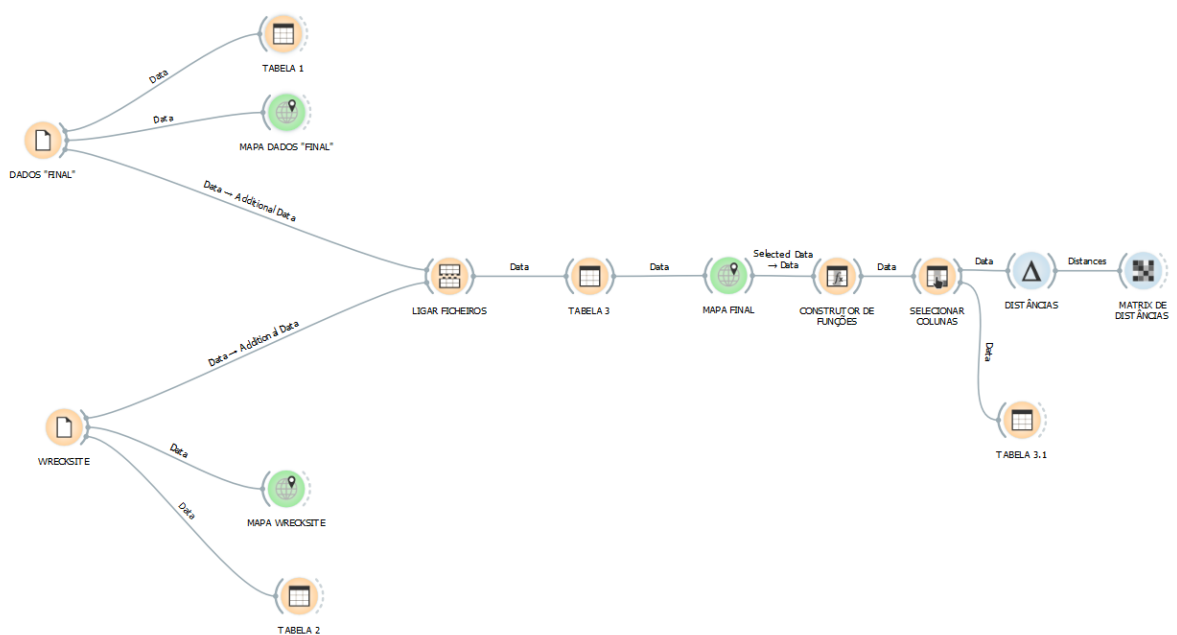 Data
TABELA 1
Data
MAPA DADOS "FINAL"
DADOS "FINAL"
Data → Additional Data
Data
LIGAR FICHEIROS
Data
TABELA 3
Data
MAPA FINAL
Selected Data
→ Data
CONSTRUTOR DE
FUNÇÕES
Data
SELECIONAR
COLUNAS
Data
DISTÂNCIAS
Distances
MATRIX DE
DISTÂNCIAS
Data
TABELA 3.1
Data → Additional Data
WRECKSITE
Data
MAPA WRECKSITE
Data
TABELA 2